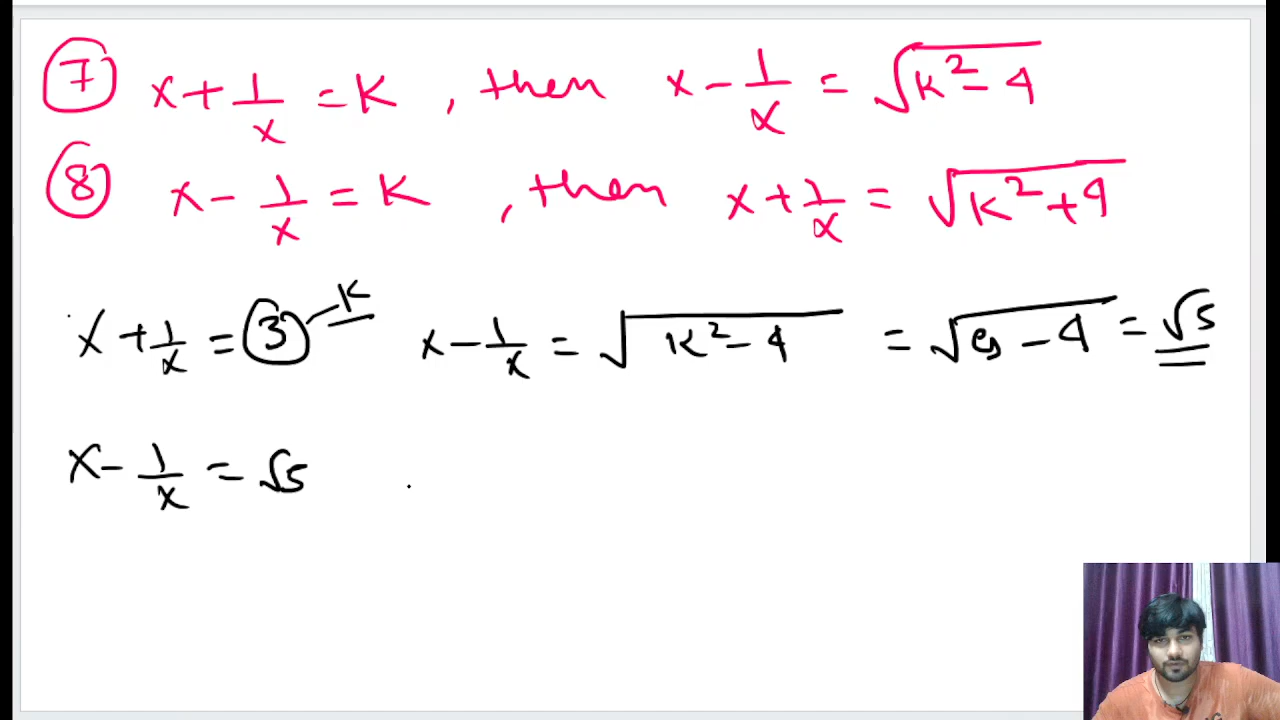 ⑦ x + 1/x = K , then x - 1/x = √(K² - 4)
⑧ x - 1/x = K , then x + 1/x = √(K² + 4)
x + 1/x = 3 K x - 1/x = √(K² - 4) = √(9 - 4) = √5
x - 1/x = √5